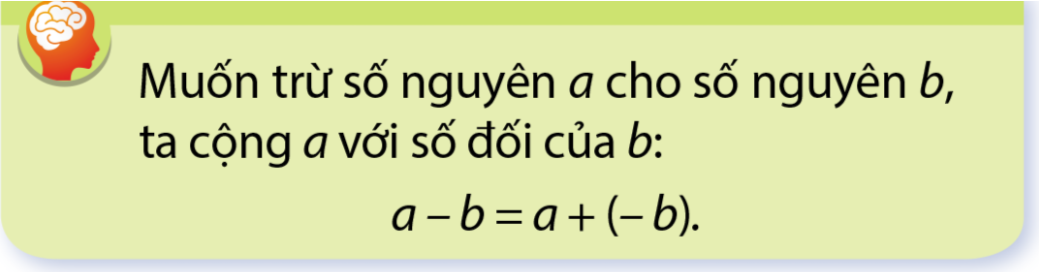 Muốn trừ số nguyên a cho số nguyên b,
ta cộng a với số đối của b:
a – b = a + (– b).